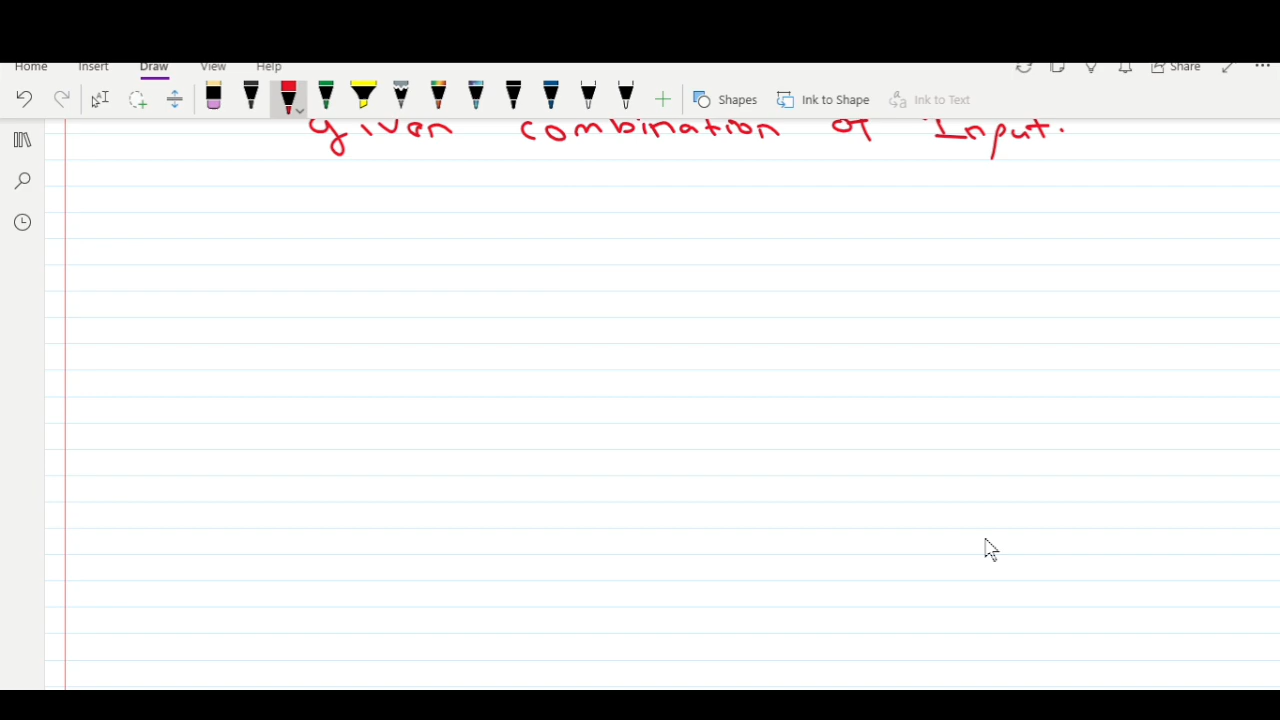 Home Insert Draw View Help Share
Shapes Ink to Shape Ink to Text
Given combination of Input.